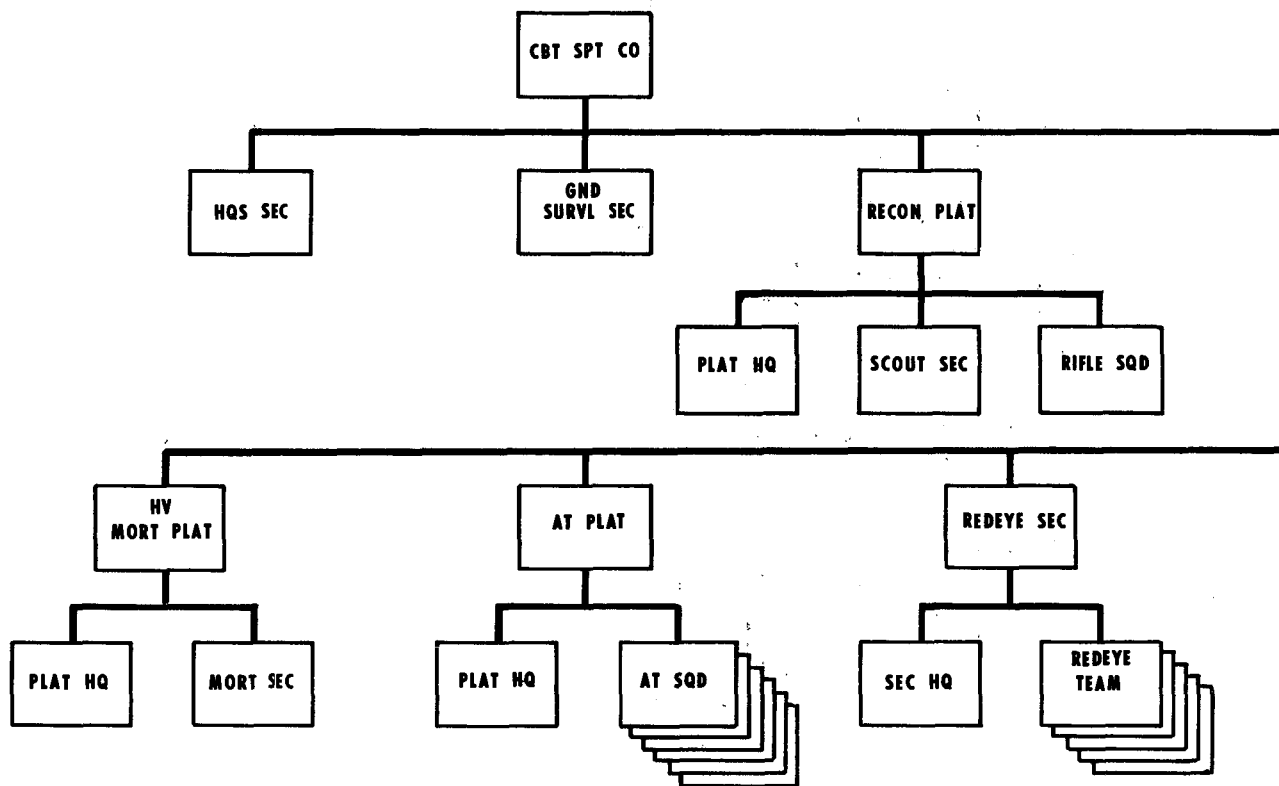 CBT SPT CO
HQS SEC
GND
SURVL SEC
RECON PLAT
PLAT HQ
SCOUT SEC
RIFLE SQD
HV
MORT PLAT
AT PLAT
REDEYE SEC
PLAT HQ
MORT SEC
PLAT HQ
AT SQD
SEC HQ
REDEYE
TEAM